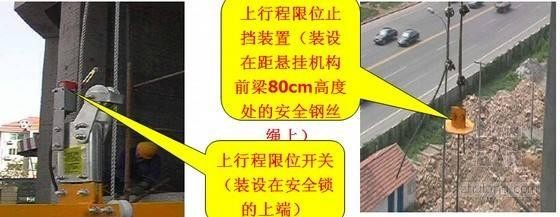 上行程限位止
挡装置（装设
在距悬挂机构
前梁80cm高度
处的安全钢丝
绳上）
上行程限位开关
（装设在安全锁
的上端）